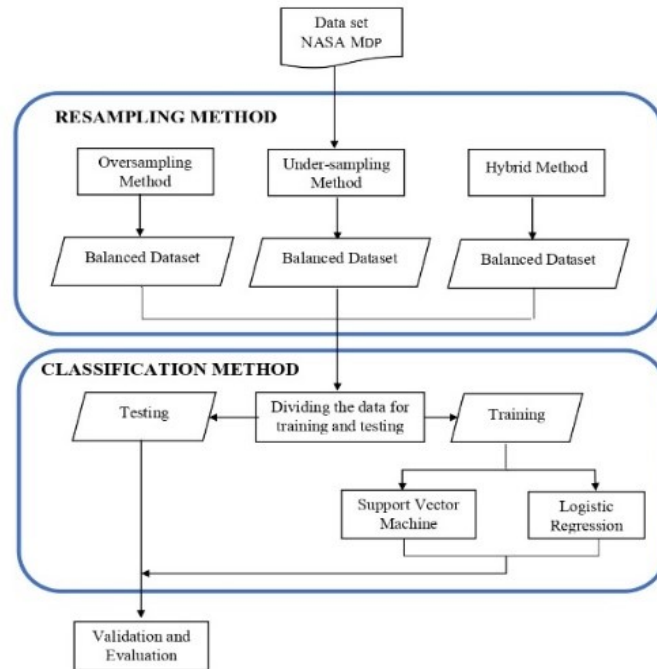 Data set
NASA MDP
RESAMPLING METHOD
Oversampling
Method
Under-sampling
Method
Hybrid Method
Balanced Dataset
Balanced Dataset
Balanced Dataset
CLASSIFICATION METHOD
Testing
Dividing the data for
training and testing
Training
Support Vector
Machine
Logistic
Regression
Validation and
Evaluation